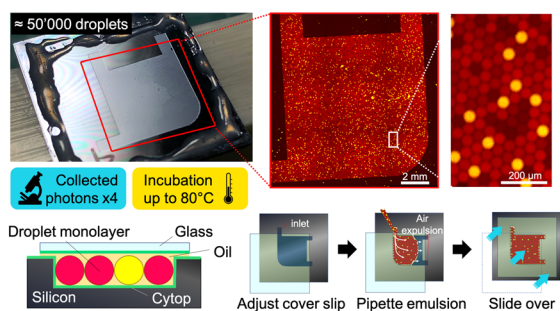 ≈ 50’000 droplets
2 mm
200 µm
Collected
photons x4
Incubation
up to 80°C
Droplet monolayer
Glass
Oil
Silicon
Cytop
inlet
Air
expulsion
Adjust cover slip
Pipette emulsion
Slide over